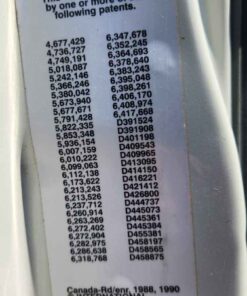 by one or more of
following patents.
4,677,429
4,736,727
4,749,191
5,018,087
5,242,146
5,366,246
5,380,042
5,673,940
5,677,671
5,791,428
5,822,335
5,853,348
5,936,154
6,007,159
6,010,222
6,099,063
6,112,138
6,173,622
6,213,243
6,213,526
6,237,712
6,260,914
6,263,269
6,272,402
6,272,904
6,282,975
6,286,638
6,318,768
6,347,678
6,352,245
6,364,693
6,378,640
6,383,243
6,395,048
6,398,261
6,406,170
6,408,974
6,417,668
D391524
D391908
D401198
D409543
D409965
D413095
D414150
D416221
D421412
D426800
D444737
D445073
D445361
D445384
D455381
D458197
D458565
D458875
Canada-Rd/enr. 1988, 1990
INTERNATIONAL